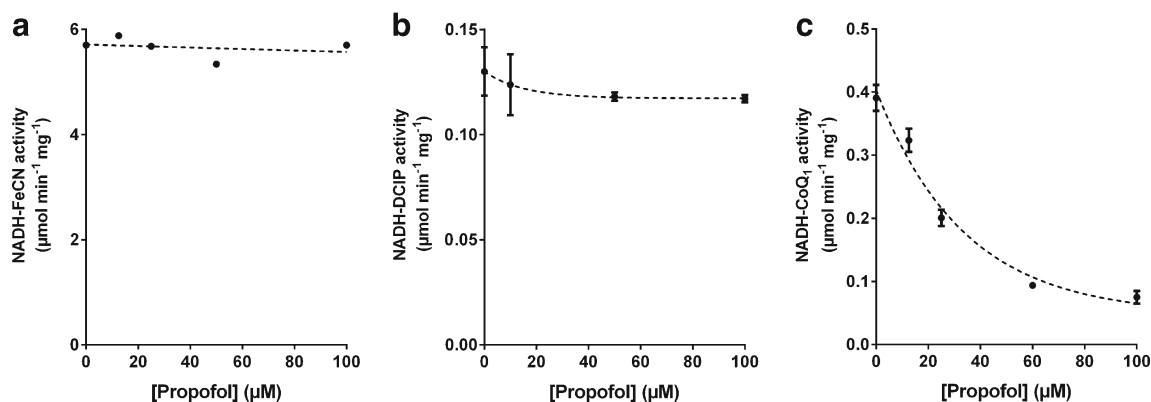 a
NADH-FeCN activity
(µmol min⁻¹ mg⁻¹)
6
4
2
0
0 20 40 60 80 100
[Propofol] (µM)
b
NADH-DCIP activity
(µmol min⁻¹ mg⁻¹)
0.15
0.10
0.05
0.00
0 20 40 60 80 100
[Propofol] (µM)
c
NADH-CoQ₁ activity
(µmol min⁻¹ mg⁻¹)
0.5
0.4
0.3
0.2
0.1
0.0
0 20 40 60 80 100
[Propofol] (µM)